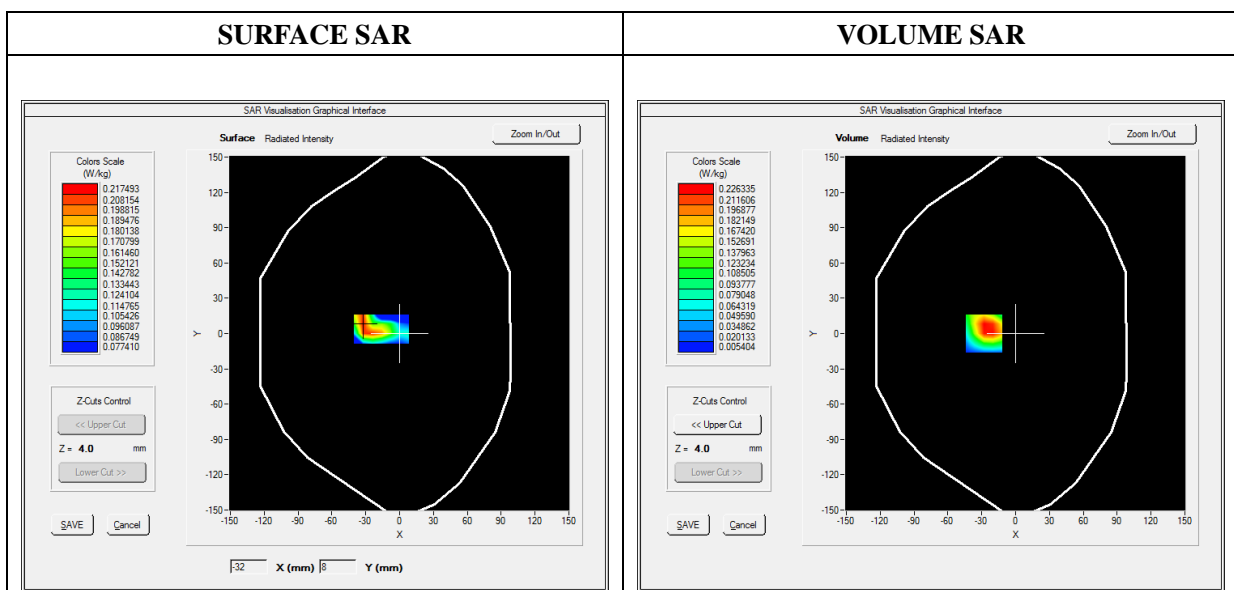 SURFACE SAR
VOLUME SAR
SAR Visualisation Graphical Interface
Surface Radiated Intensity
Zoom In/Out
Colors Scale
(W/kg)
0.217493
0.208154
0.198815
0.189476
0.180138
0.170799
0.161460
0.152121
0.142782
0.133443
0.124104
0.114765
0.105426
0.096087
0.086749
0.077410
150
120
90
60
30
0
-30
-60
-90
-120
-150
Y
-150 -120 -90 -60 -30 0 30 60 90 120 150
X
Z-Cuts Control
<< Upper Cut
Z = 4.0 mm
Lower Cut >>
SAVE Cancel
-32 X (mm) 8 Y (mm)
SAR Visualisation Graphical Interface
Volume Radiated Intensity
Zoom In/Out
Colors Scale
(W/kg)
0.226335
0.211606
0.196877
0.182149
0.167420
0.152691
0.137963
0.123234
0.108505
0.093777
0.079048
0.064319
0.049590
0.034862
0.020133
0.005404
150
120
90
60
30
0
-30
-60
-90
-120
-150
Y
-150 -120 -90 -60 -30 0 30 60 90 120 150
X
Z-Cuts Control
<< Upper Cut
Z = 4.0 mm
Lower Cut >>
SAVE Cancel